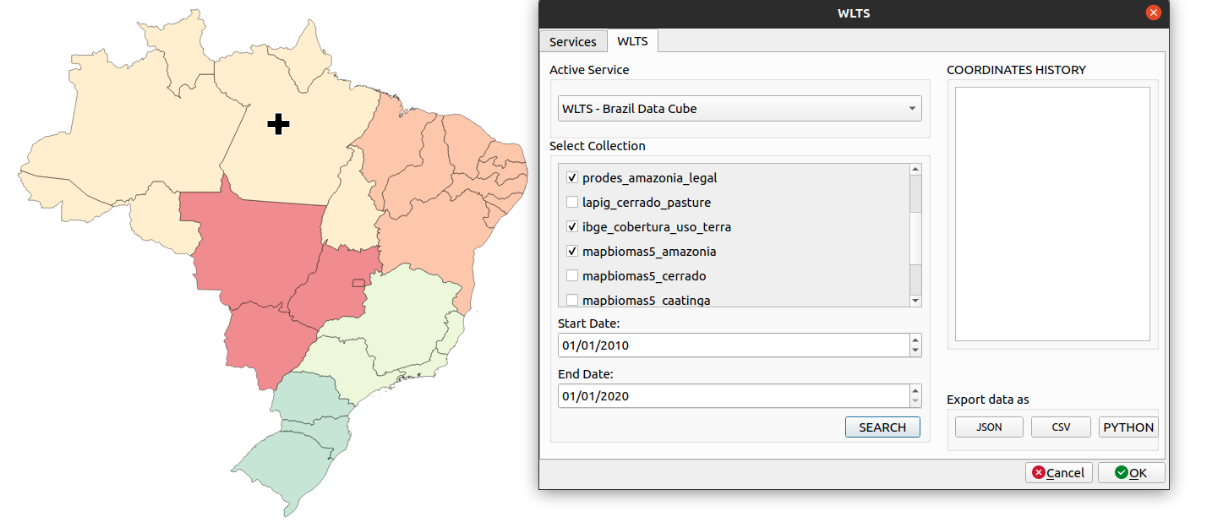 WLTS
Services
WLTS
Active Service
WLTS - Brazil Data Cube
Select Collection
prodes_amazonia_legal
lapig_cerrado_pasture
ibge_cobertura_uso_terra
mapbiomas5_amazonia
mapbiomas5_cerrado
mapbiomas5_caatinga
Start Date:
01/01/2010
End Date:
01/01/2020
SEARCH
COORDINATES HISTORY
Export data as
JSON
CSV
PYTHON
Cancel
OK